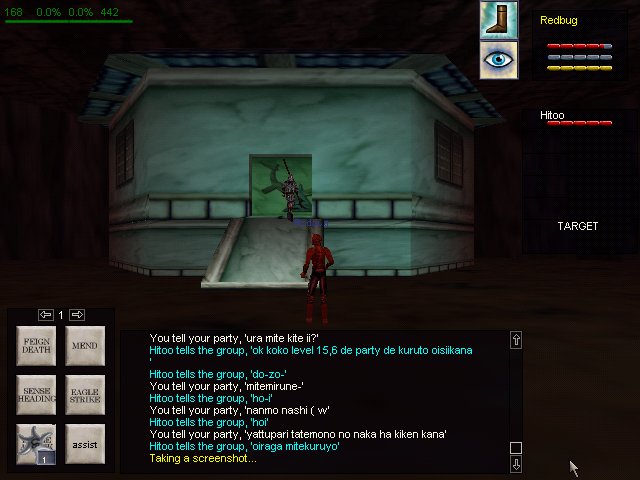 168 0.0% 0.0% 442
Redbug
Hitoo
TARGET
1
FEIGN DEATH
MEND
SENSE HEADING
EAGLE STRIKE
1
assist
You tell your party, 'ura mite kite ii?'
Hitoo tells the group, 'ok koko level 15,6 de party de kuruto oisiikana
'
Hitoo tells the group, 'do-zo-'
You tell your party, 'mitemirune-'
Hitoo tells the group, 'ho-i'
You tell your party, 'nanmo nashi ( w'
Hitoo tells the group, 'hoi'
You tell your party, 'yattupari tatemono no naka ha kiken kana'
Hitoo tells the group, 'oiraga mitekuruyo'
Taking a screenshot...